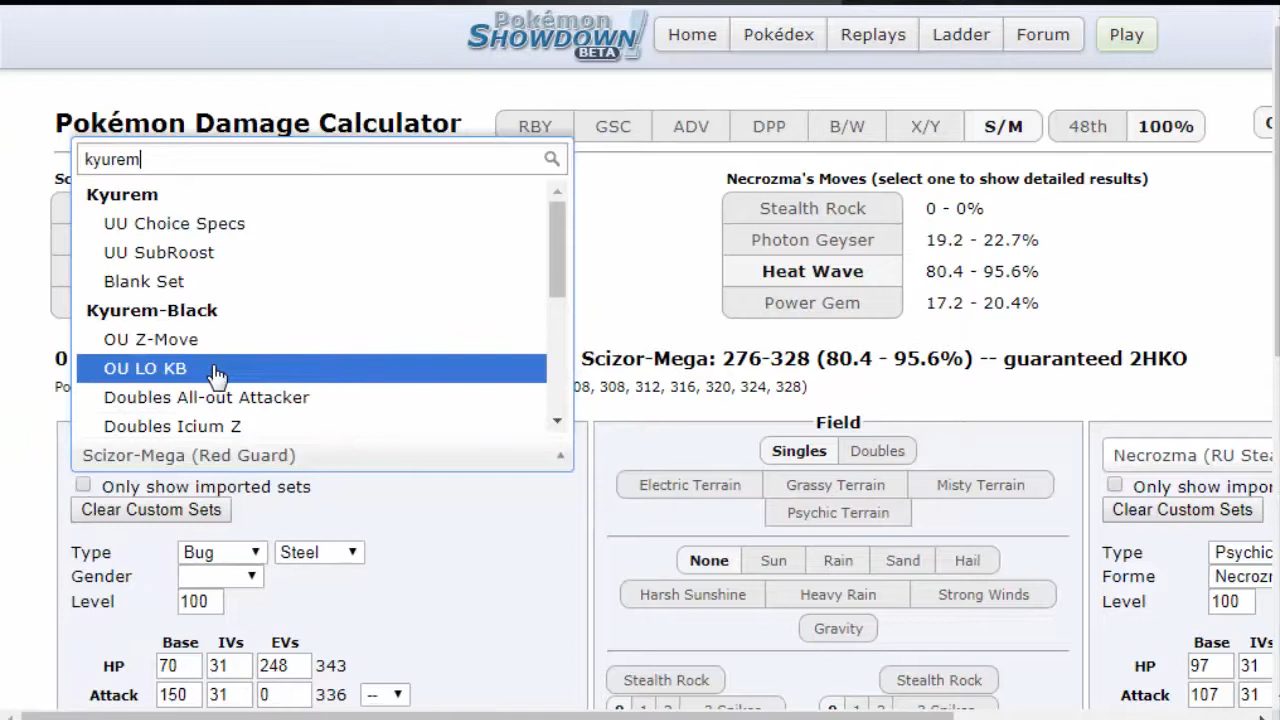 Pokémon
SHOWDOWN!
BETA
Home
Pokédex
Replays
Ladder
Forum
Play
Pokémon Damage Calculator
RBY
GSC
ADV
DPP
B/W
X/Y
S/M
48th
100%
kyurem
Kyurem
UU Choice Specs
UU SubRoost
Blank Set
Kyurem-Black
OU Z-Move
OU LO KB
Doubles All-out Attacker
Doubles Icium Z
Scizor-Mega (Red Guard)
Necrozma's Moves (select one to show detailed results)
Stealth Rock 0 - 0%
Photon Geyser 19.2 - 22.7%
Heat Wave 80.4 - 95.6%
Power Gem 17.2 - 20.4%
0
Scizor-Mega: 276-328 (80.4 - 95.6%) -- guaranteed 2HKO
08, 308, 312, 316, 320, 324, 328)
Only show imported sets
Clear Custom Sets
Type Bug Steel
Gender
Level 100
Base IVs EVs
HP 70 31 248 343
Attack 150 31 0 336 --
Field
Singles Doubles
Electric Terrain Grassy Terrain Misty Terrain
Psychic Terrain
None Sun Rain Sand Hail
Harsh Sunshine Heavy Rain Strong Winds
Gravity
Stealth Rock Stealth Rock
Necrozma (RU Stea
Only show impor
Clear Custom Sets
Type Psychic
Forme Necroz
Level 100
Base IVs
HP 97 31
Attack 107 31